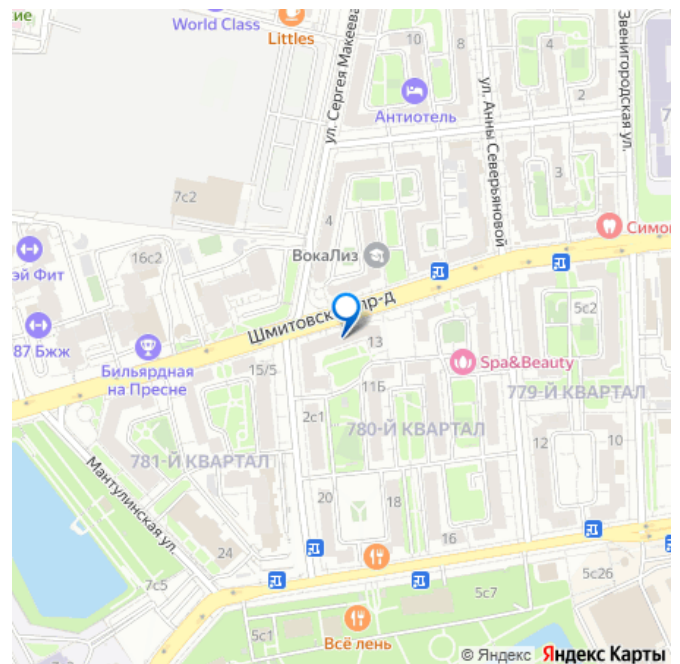 ие
World Class
Littles
ул. Сергея Макеева
10
8
4
Антиотель
2
ул. Анны Северьяновой
Звенигородская ул.
7
3
7с2
4
Симо
ВокаЛиз
16с2
эй Фит
Шмитовск
пр-д
5с2
87 Бжж
Бильярдная
на Пресне
13
Spa&Beauty
15/5
11Б
779-Й КВАРТАЛ
2с1
780-Й КВАРТАЛ
12
10
781-Й КВАРТАЛ
Мантулинская ул.
20
18
16
24
7с5
5с26
5с7
5с1
Всё лень
© Яндекс Яндекс Карты